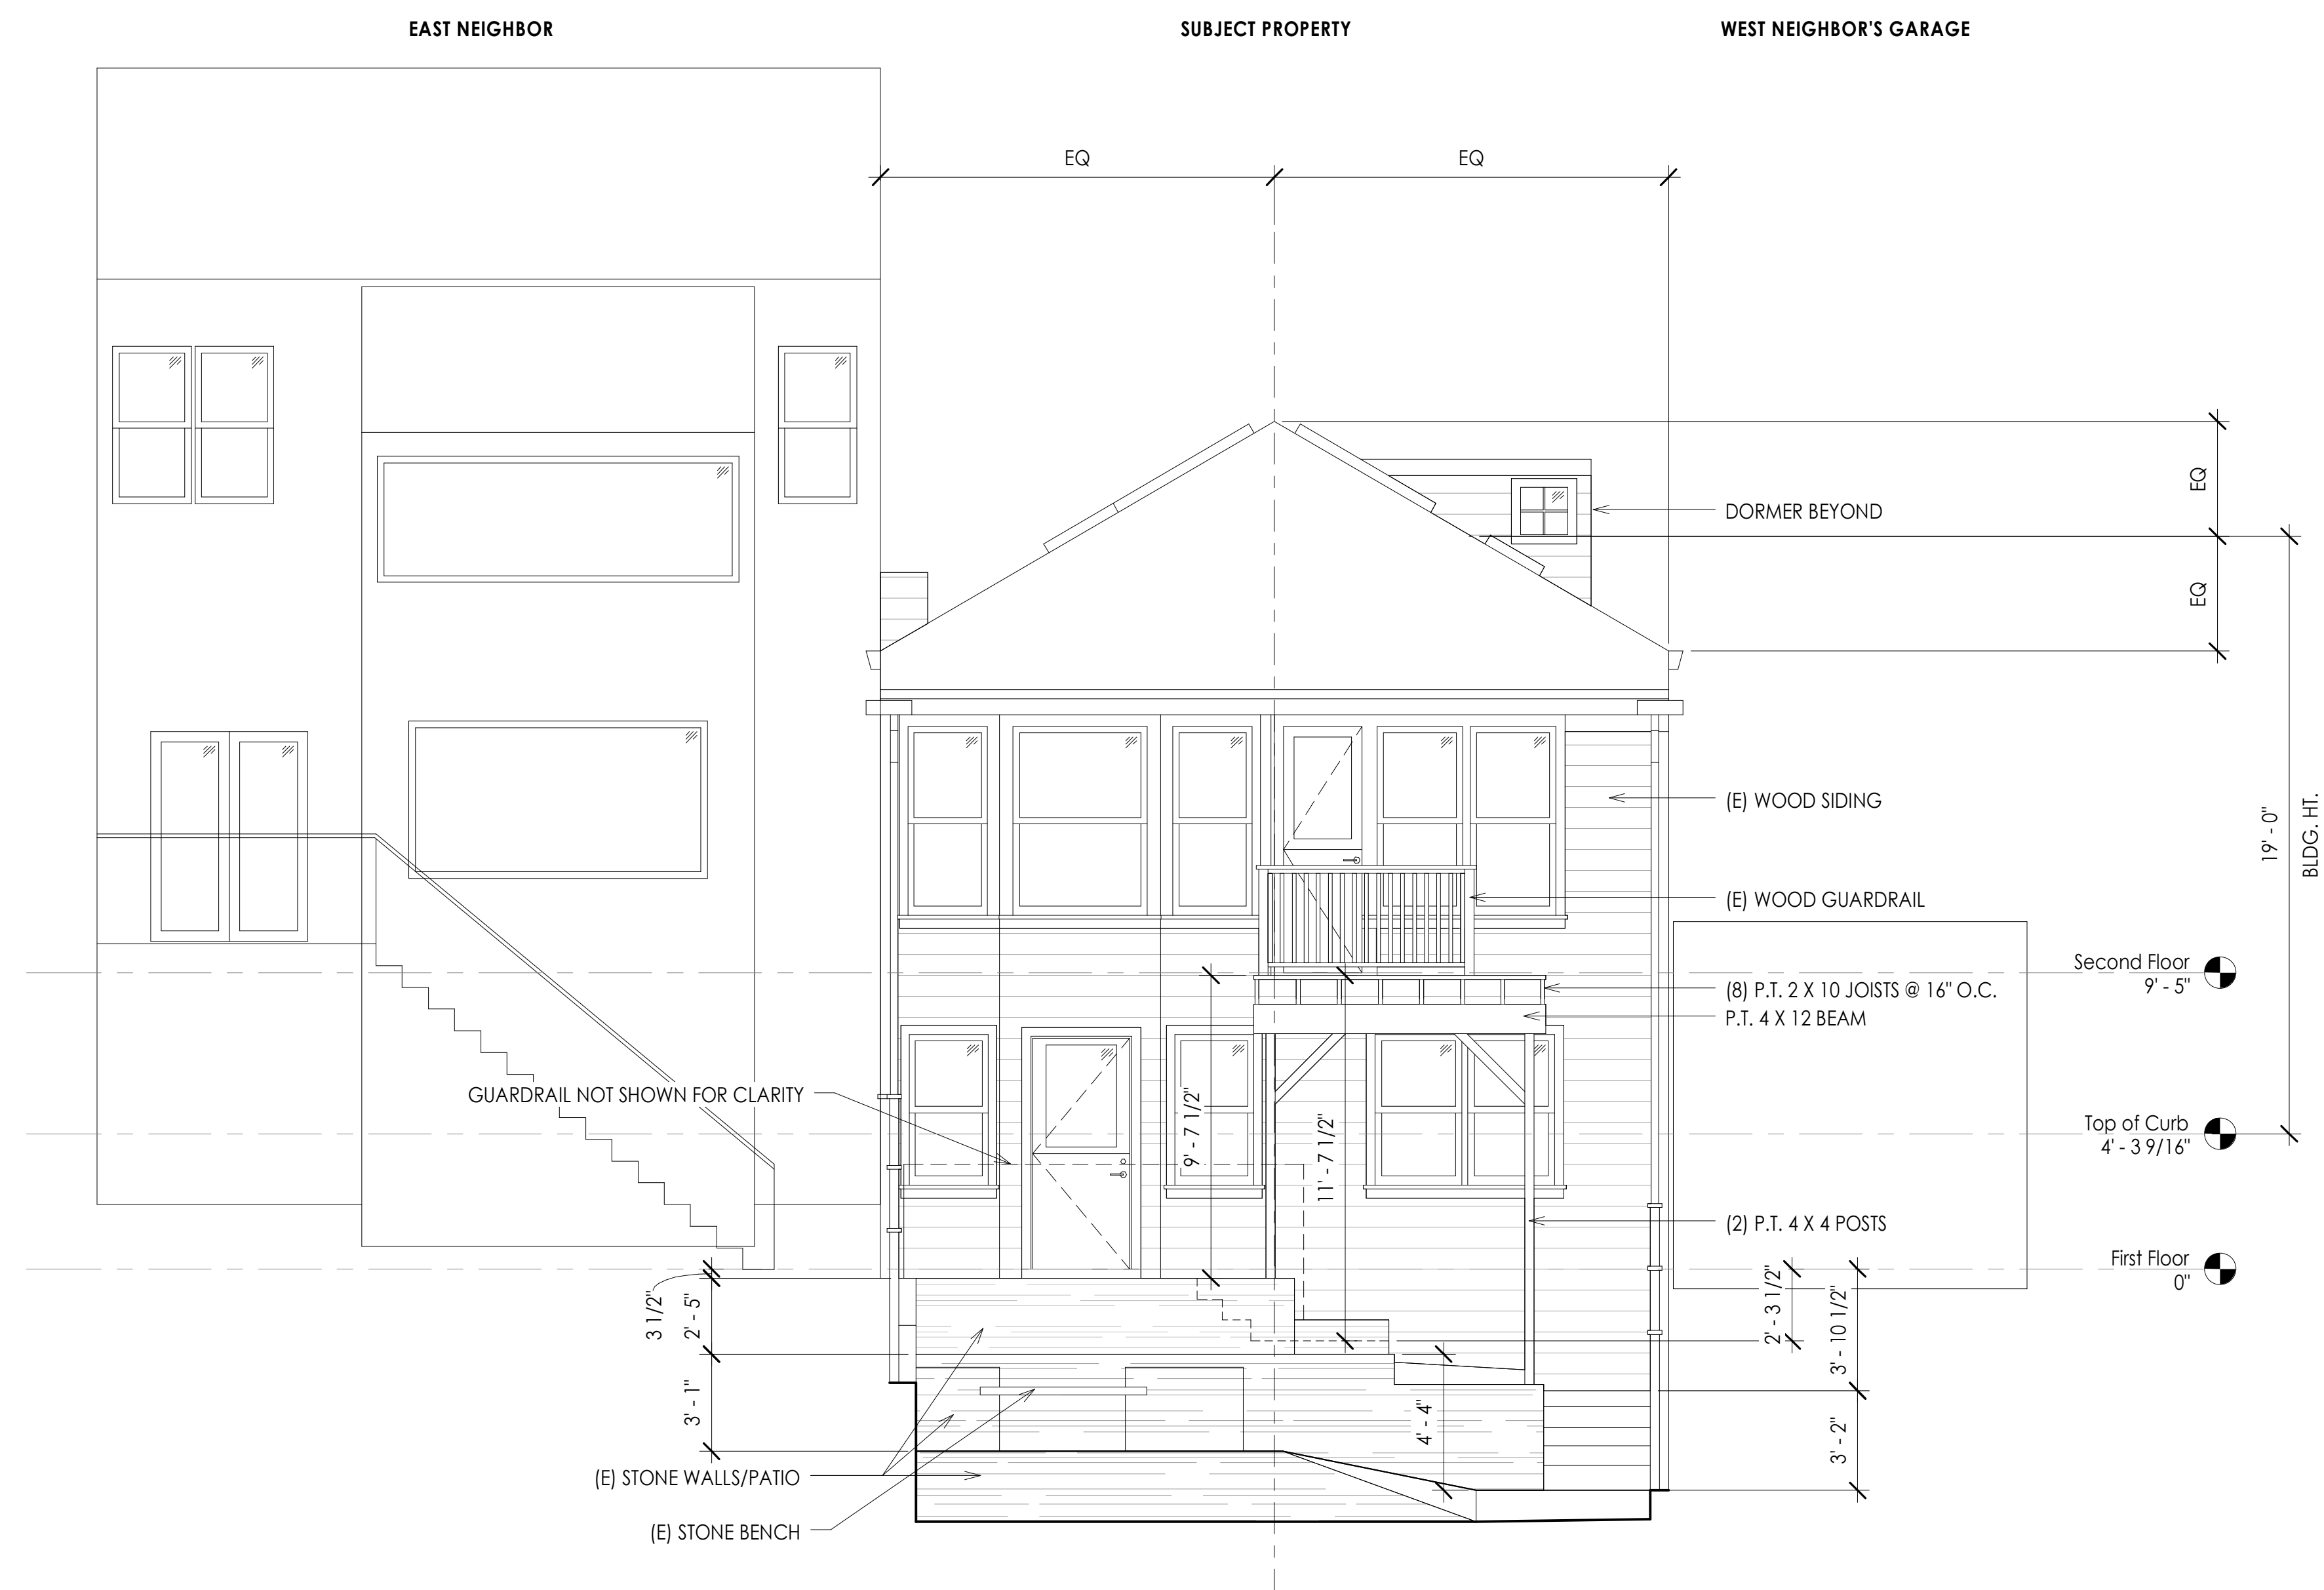 EAST NEIGHBOR
SUBJECT PROPERTY
WEST NEIGHBOR'S GARAGE
EQ
EQ
EQ
DORMER BEYOND
EQ
(E) WOOD SIDING
19' - 0"
BLDG. HT.
(E) WOOD GUARDRAIL
Second Floor
9' - 5"
(8) P.T. 2 X 10 JOISTS @ 16" O.C.
P.T. 4 X 12 BEAM
GUARDRAIL NOT SHOWN FOR CLARITY
9' - 7 1/2"
11' - 7 1/2"
Top of Curb
4' - 3 9/16"
(2) P.T. 4 X 4 POSTS
First Floor
0"
3 1/2"
2' - 5"
2' - 3 1/2"
3' - 10 1/2"
3' - 1"
4' - 4"
3' - 2"
(E) STONE WALLS/PATIO
(E) STONE BENCH